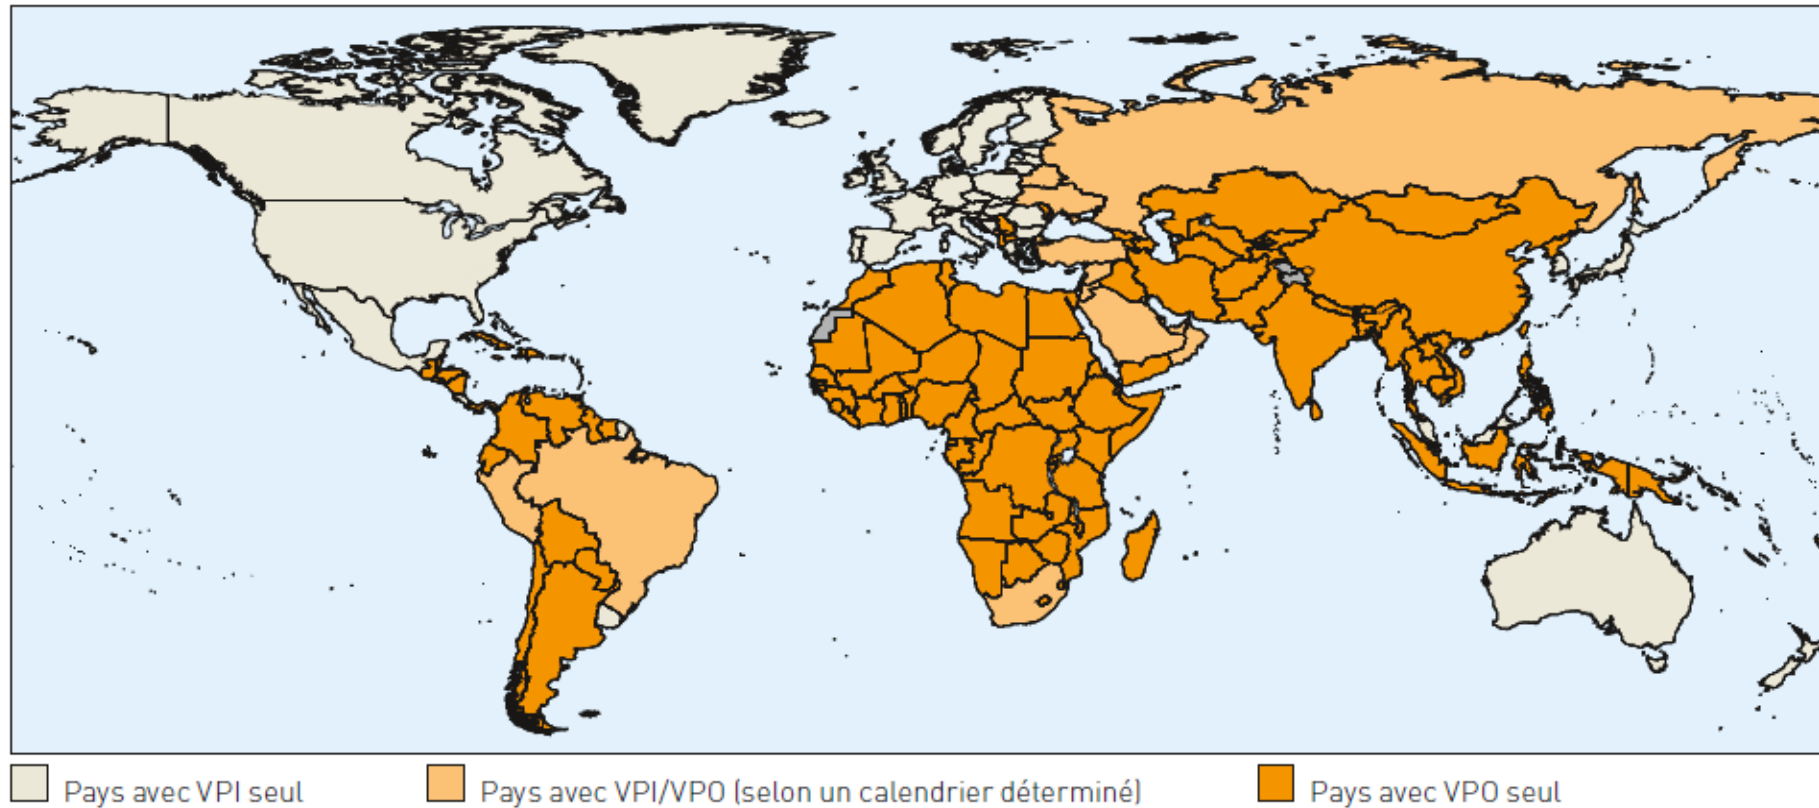 Pays avec VPI seul
Pays avec VPI/VPO (selon un calendrier déterminé)
Pays avec VPO seul